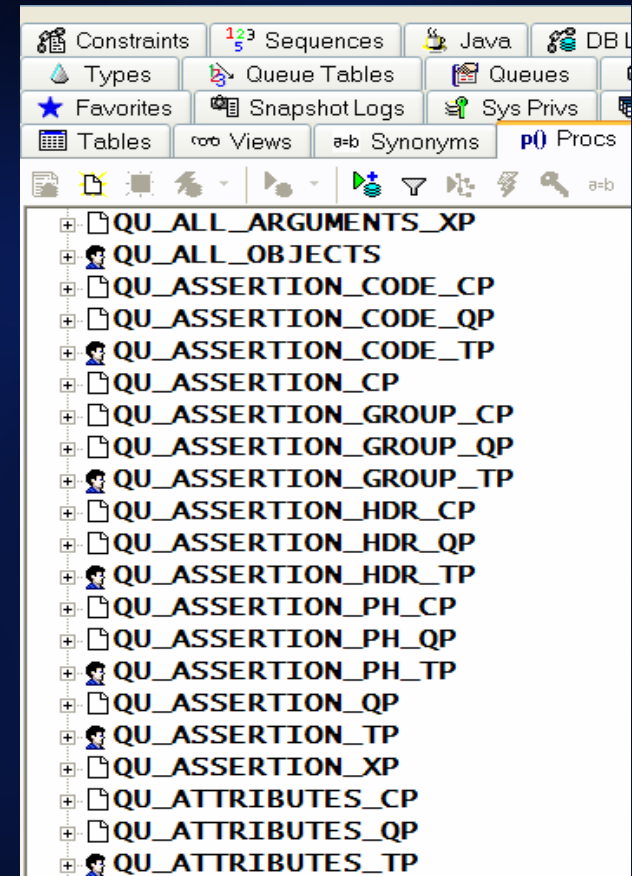 Constraints 123 5 Sequences Java DB L
Types Queue Tables Queues
Favorites Snapshot Logs Sys Privs
Tables Views a=b Synonyms p() Procs
a=b
QU_ALL_ARGUMENTS_XP
QU_ALL_OBJECTS
QU_ASSERTION_CODE_CP
QU_ASSERTION_CODE_QP
QU_ASSERTION_CODE_TP
QU_ASSERTION_CP
QU_ASSERTION_GROUP_CP
QU_ASSERTION_GROUP_QP
QU_ASSERTION_GROUP_TP
QU_ASSERTION_HDR_CP
QU_ASSERTION_HDR_QP
QU_ASSERTION_HDR_TP
QU_ASSERTION_PH_CP
QU_ASSERTION_PH_QP
QU_ASSERTION_PH_TP
QU_ASSERTION_QP
QU_ASSERTION_TP
QU_ASSERTION_XP
QU_ATTRIBUTES_CP
QU_ATTRIBUTES_QP
QU_ATTRIBUTES_TP